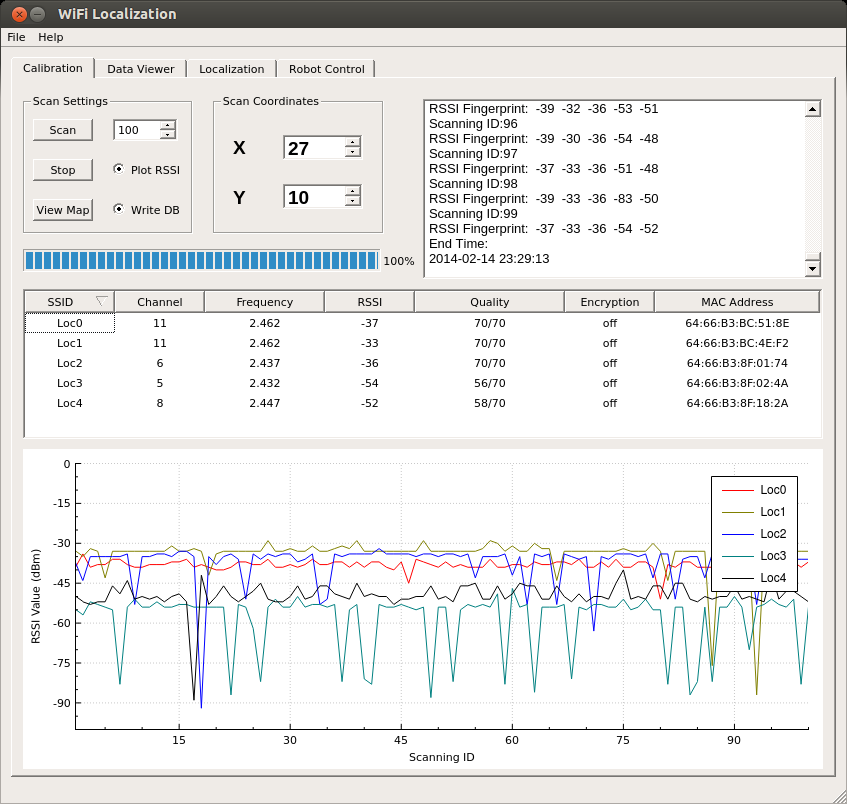 WiFi Localization
File Help
Calibration Data Viewer Localization Robot Control
Scan Settings
Scan 100
Stop Plot RSSI
View Map Write DB
Scan Coordinates
X 27
Y 10
RSSI Fingerprint: -39 -32 -36 -53 -51
Scanning ID:96
RSSI Fingerprint: -39 -30 -36 -54 -48
Scanning ID:97
RSSI Fingerprint: -37 -33 -36 -51 -48
Scanning ID:98
RSSI Fingerprint: -39 -33 -36 -83 -50
Scanning ID:99
RSSI Fingerprint: -37 -33 -36 -54 -52
End Time:
2014-02-14 23:29:13
100%
SSID Channel Frequency RSSI Quality Encryption MAC Address
Loc0 11 2.462 -37 70/70 off 64:66:B3:BC:51:8E
Loc1 11 2.462 -33 70/70 off 64:66:B3:BC:4E:F2
Loc2 6 2.437 -36 70/70 off 64:66:B3:8F:01:74
Loc3 5 2.432 -54 56/70 off 64:66:B3:8F:02:4A
Loc4 8 2.447 -52 58/70 off 64:66:B3:8F:18:2A
RSSI Value (dBm)
0
-15
-30
-45
-60
-75
-90
Loc0
Loc1
Loc2
Loc3
Loc4
15 30 45 60 75 90
Scanning ID